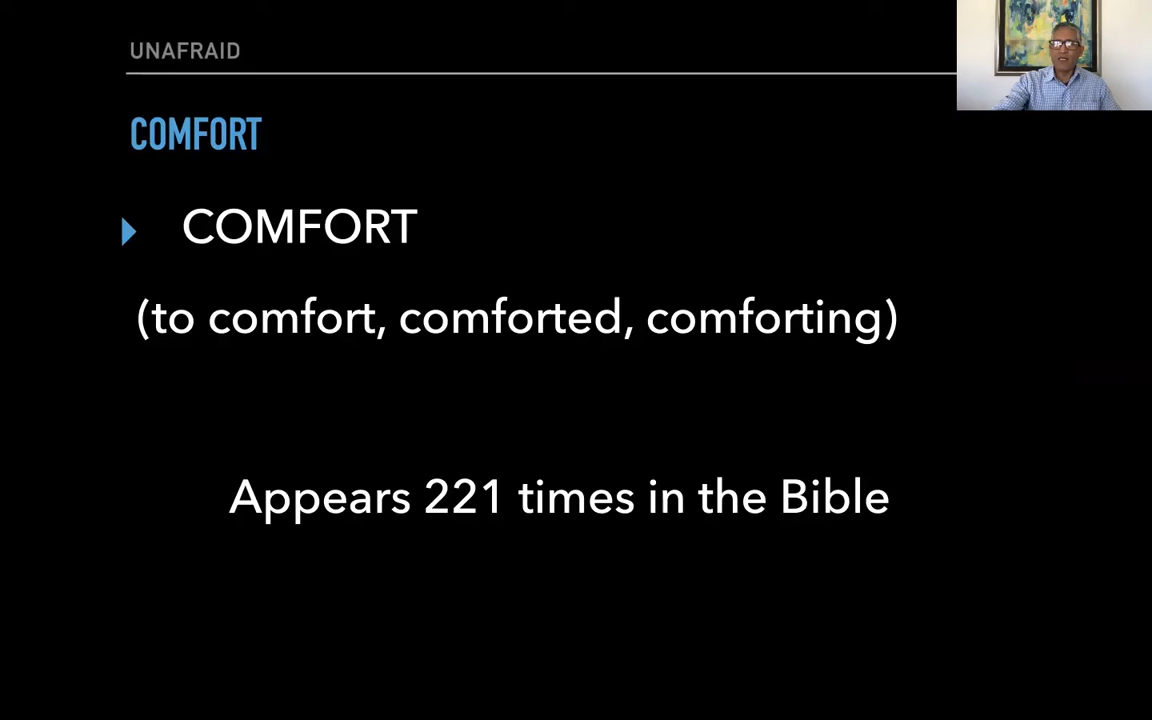 UNAFRAID
COMFORT
COMFORT
(to comfort, comforted, comforting)
Appears 221 times in the Bible